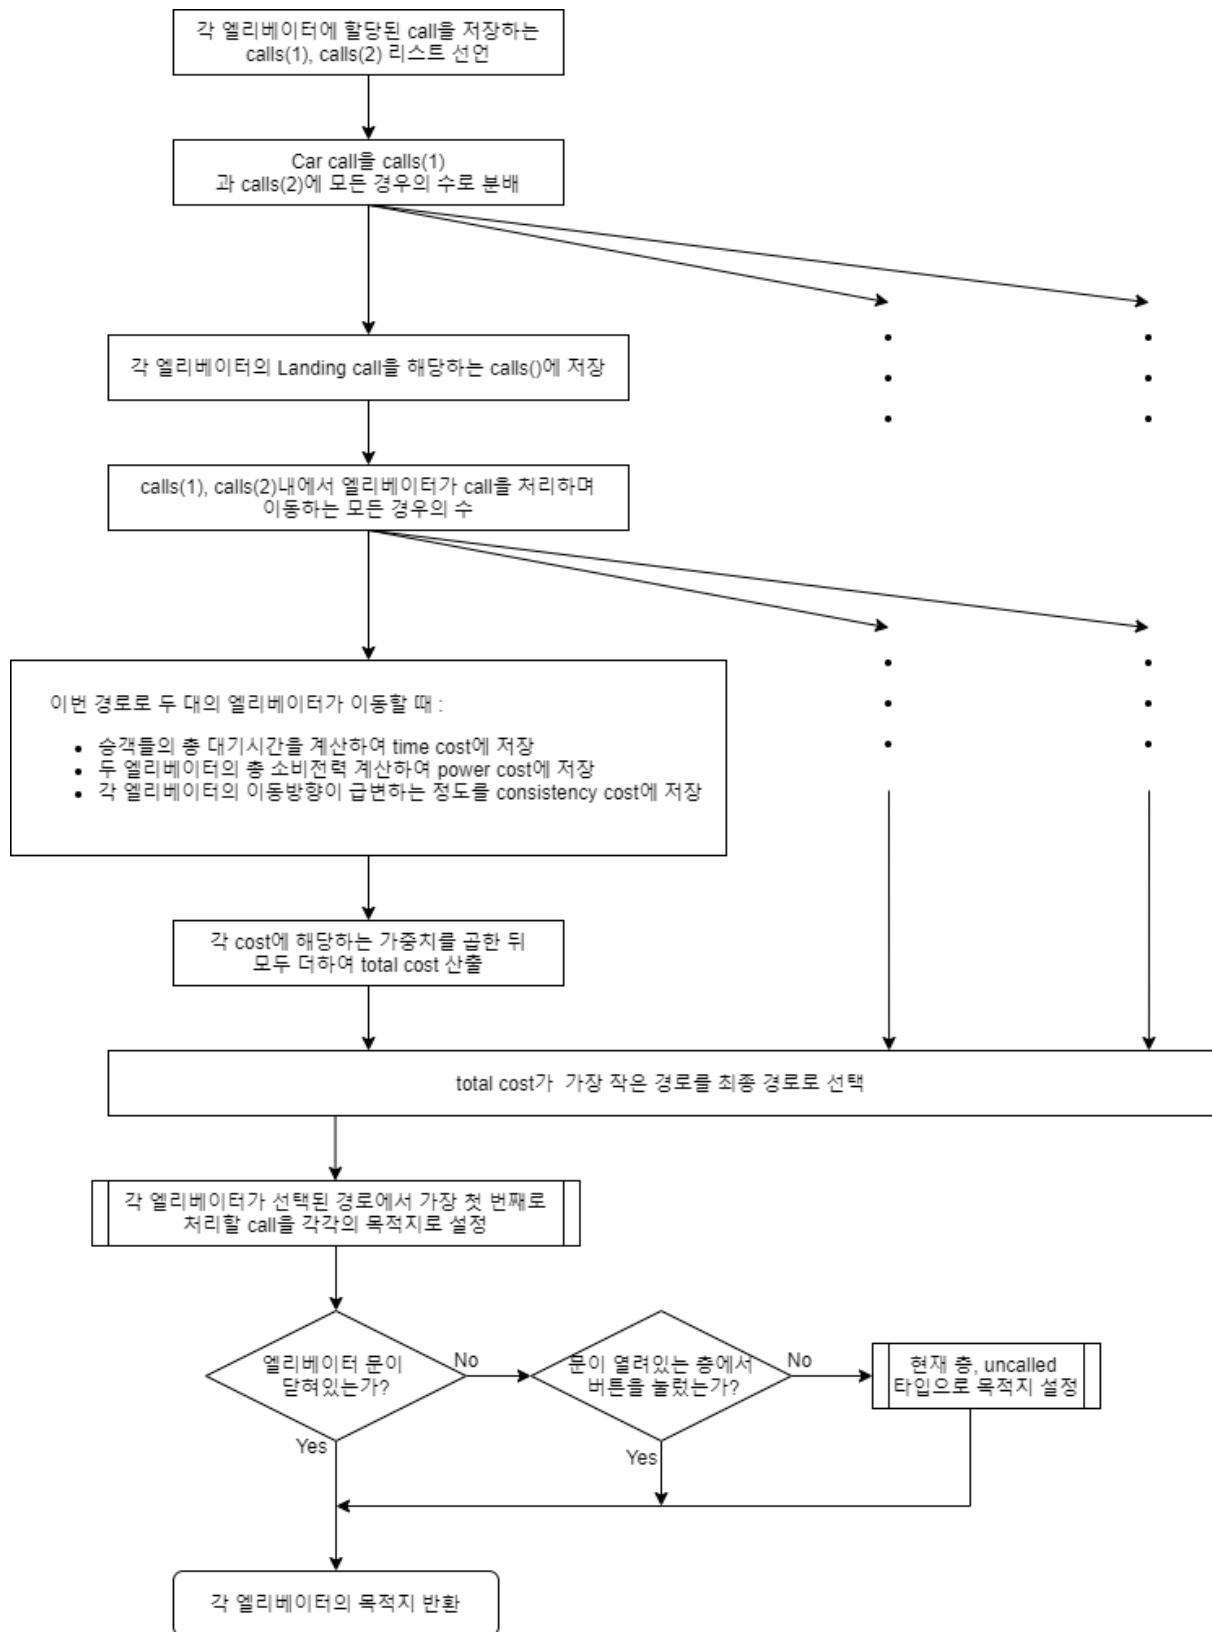 각 엘리베이터에 할당된 call을 저장하는
calls(1), calls(2) 리스트 선언
Car call을 calls(1)
과 calls(2)에 모든 경우의 수로 분배
각 엘리베이터의 Landing call을 해당하는 calls()에 저장
calls(1), calls(2)내에서 엘리베이터가 call을 처리하며
이동하는 모든 경우의 수
이번 경로로 두 대의 엘리베이터가 이동할 때 :
• 승객들의 총 대기시간을 계산하여 time cost에 저장
• 두 엘리베이터의 총 소비전력 계산하여 power cost에 저장
• 각 엘리베이터의 이동방향이 급변하는 정도를 consistency cost에 저장
각 cost에 해당하는 가중치를 곱한 뒤
모두 더하여 total cost 산출
total cost가 가장 작은 경로를 최종 경로로 선택
각 엘리베이터가 선택된 경로에서 가장 첫 번째로
처리할 call을 각각의 목적지로 설정
엘리베이터 문이
닫혀있는가?
No
문이 열려있는 층에서
버튼을 눌렀는가?
No
현재 층, uncalled
타입으로 목적지 설정
Yes
Yes
각 엘리베이터의 목적지 반환